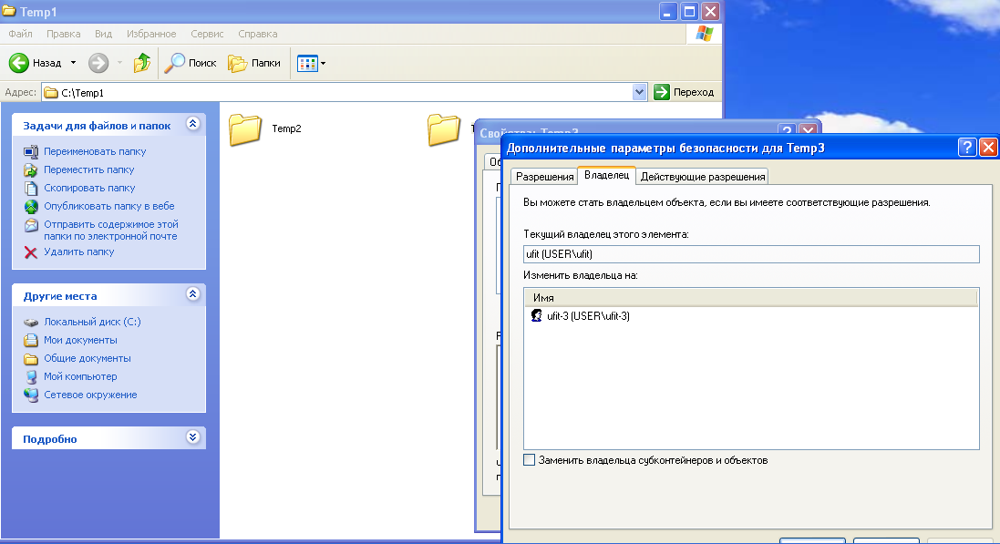 Temp1
Файл Правка Вид Избранное Сервис Справка
Назад Поиск Папки
Адрес: C:\Temp1 Переход
Задачи для файлов и папок
Переименовать папку
Переместить папку
Скопировать папку
Опубликовать папку в вебе
Отправить содержимое этой
папки по электронной почте
Удалить папку
Другие места
Локальный диск (C:)
Мои документы
Общие документы
Мой компьютер
Сетевое окружение
Подробно
Temp2
Свойства:
Дополнительные параметры безопасности для Temp3
Разрешения Владелец Действующие разрешения
Вы можете стать владельцем объекта, если вы имеете соответствующие разрешения.
Текущий владелец этого элемента:
ufit (USER\ufit)
Изменить владельца на:
Имя
ufit-3 (USER\ufit-3)
Заменить владельца субконтейнеров и объектов